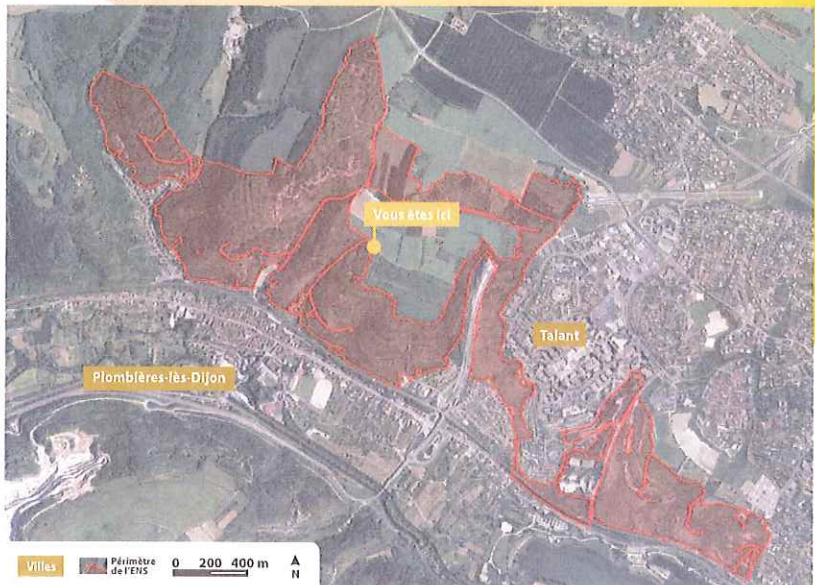 Vous êtes ici
Talant
Plombières-lès-Dijon
Villes
Périmètre
de l'ENS
0 200 400 m
N